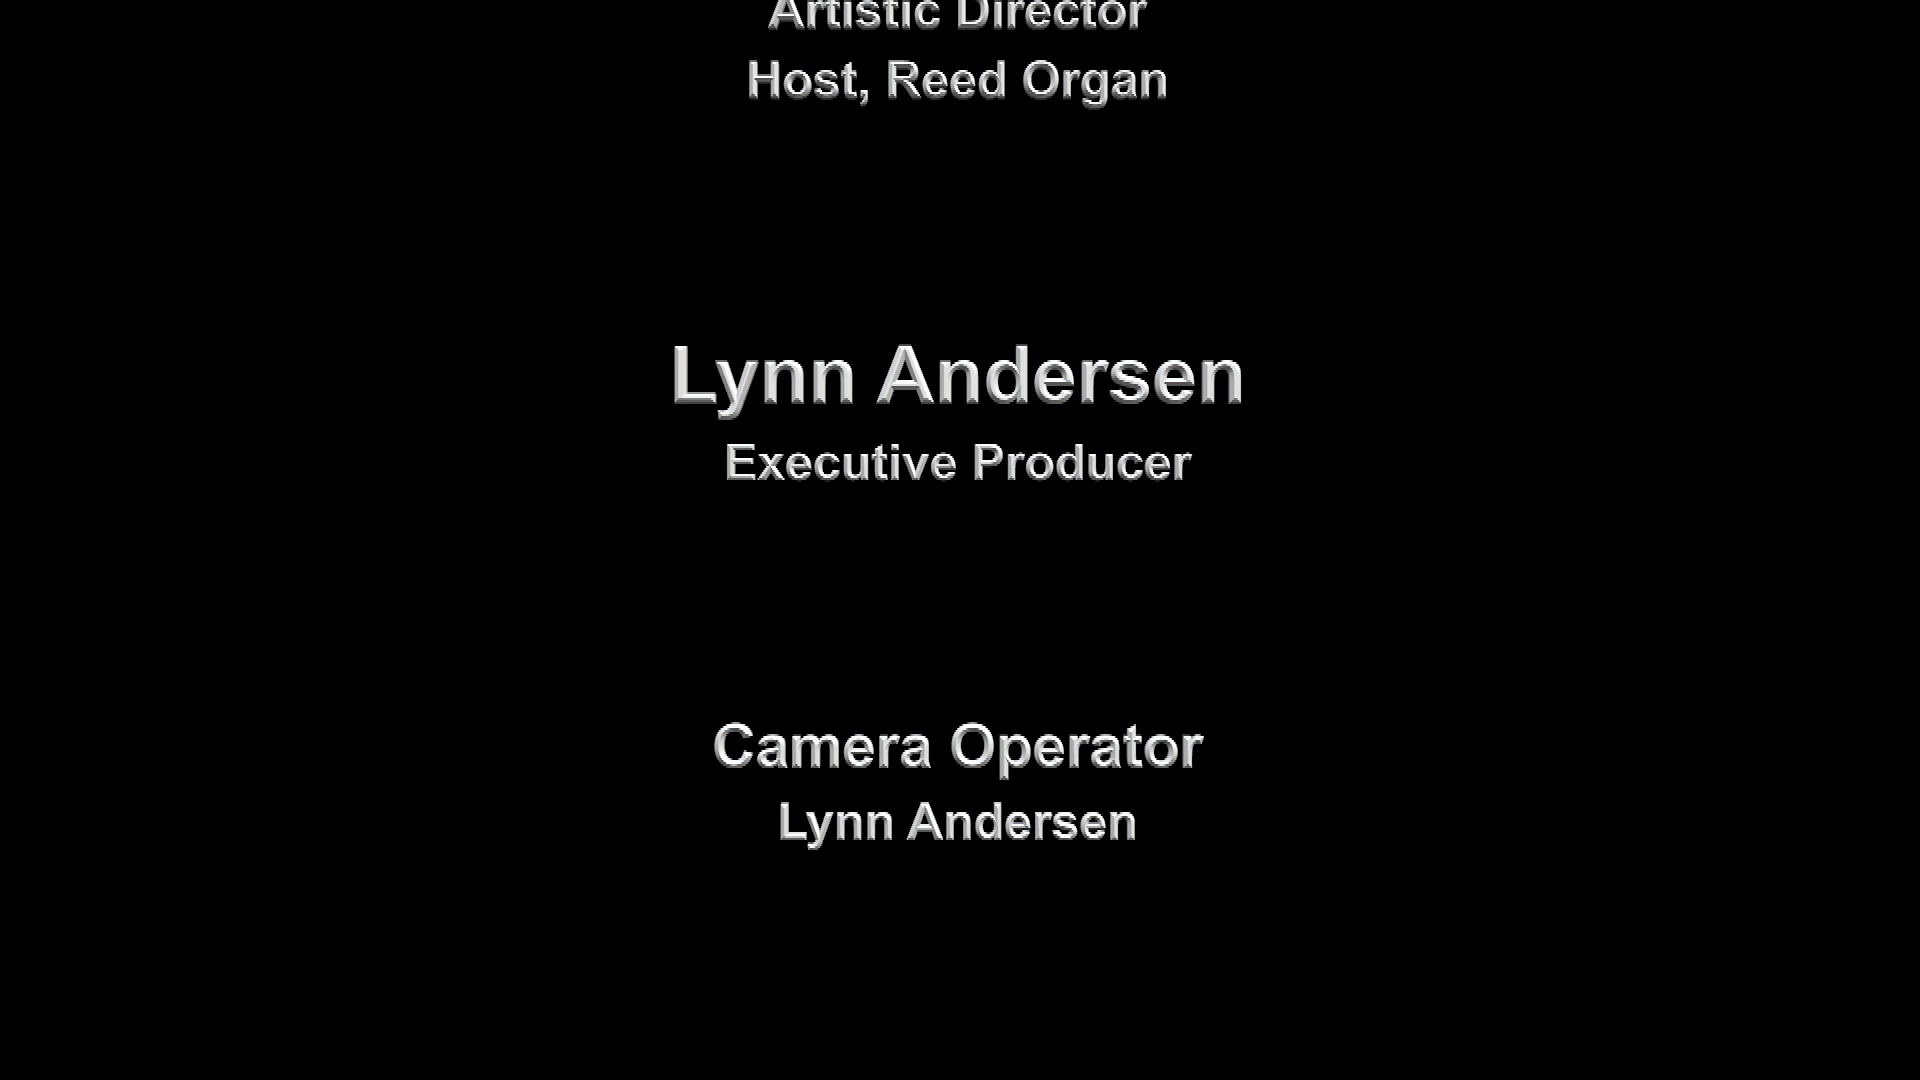 Artistic Director
Host, Reed Organ
Lynn Andersen
Executive Producer
Camera Operator
Lynn Andersen